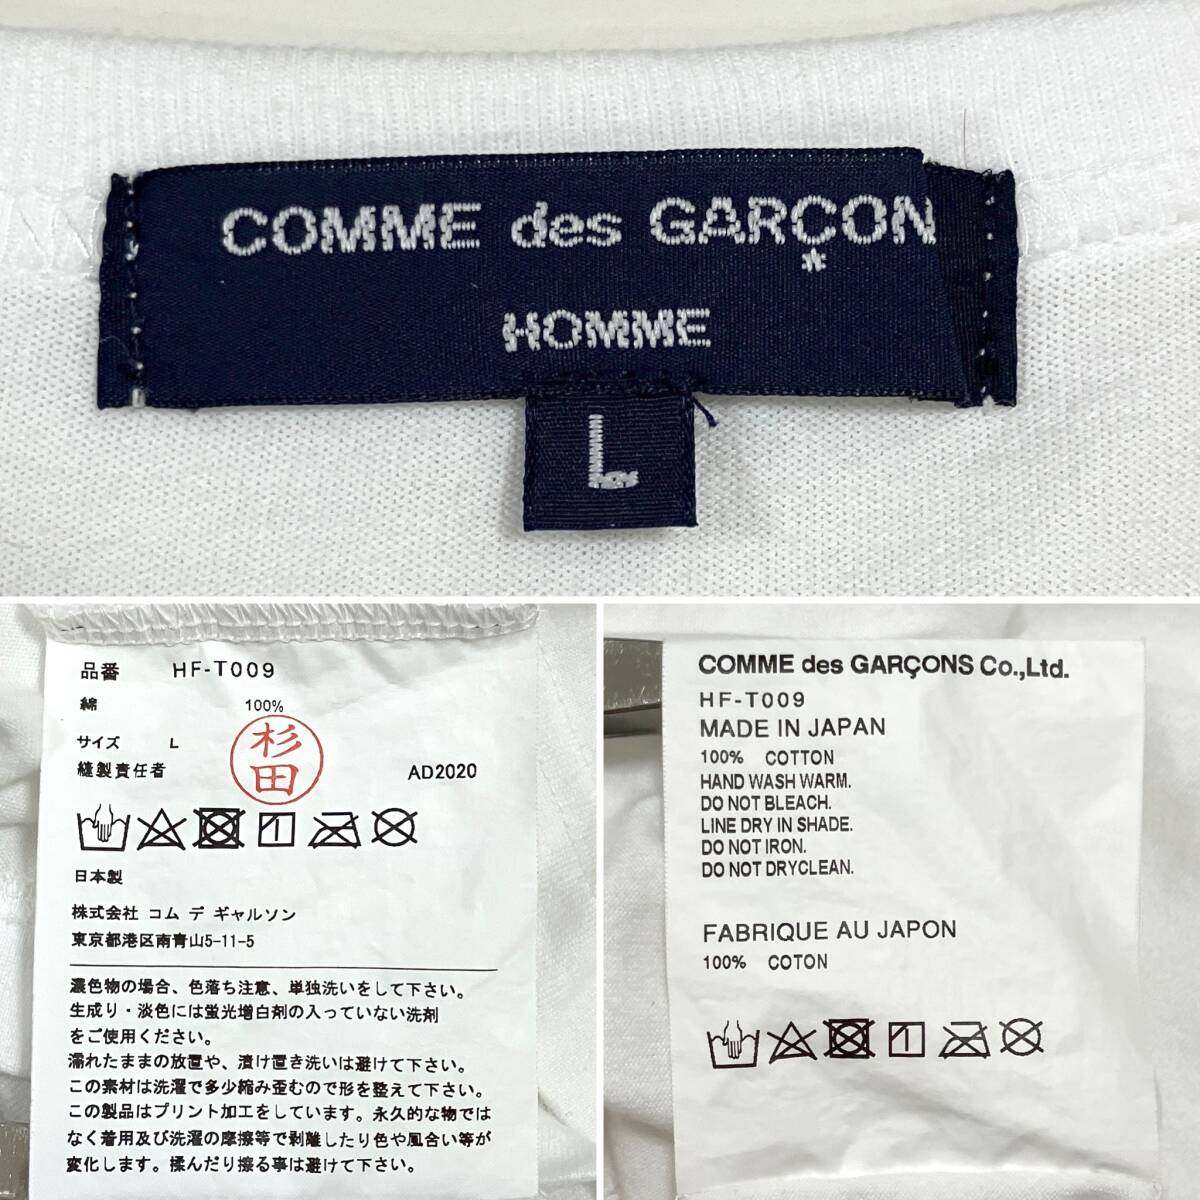 COMME des GARÇON
HOMME
L
品番 HF-T009
綿 100%
サイズ L
縫製責任者 杉田 AD2020
日本製
株式会社 コム デ ギャルソン
東京都港区南青山5-11-5
濃色物の場合、色落ち注意、単独洗いをして下さい。
生成り・淡色には蛍光増白剤の入っていない洗剤
をご使用ください。
濡れたままの放置や、漬け置き洗いは避けて下さい。
この素材は洗濯で多少縮み歪むので形を整えて下さい。
この製品はプリント加工をしています。永久的な物では
なく着用及び洗濯の摩擦等で剥離したり色や風合い等が
変化します。揉んだり擦る事は避けて下さい。
COMME des GARÇONS Co.,Ltd.
HF-T009
MADE IN JAPAN
100% COTTON
HAND WASH WARM.
DO NOT BLEACH.
LINE DRY IN SHADE.
DO NOT IRON.
DO NOT DRYCLEAN.
FABRIQUE AU JAPON
100% COTON